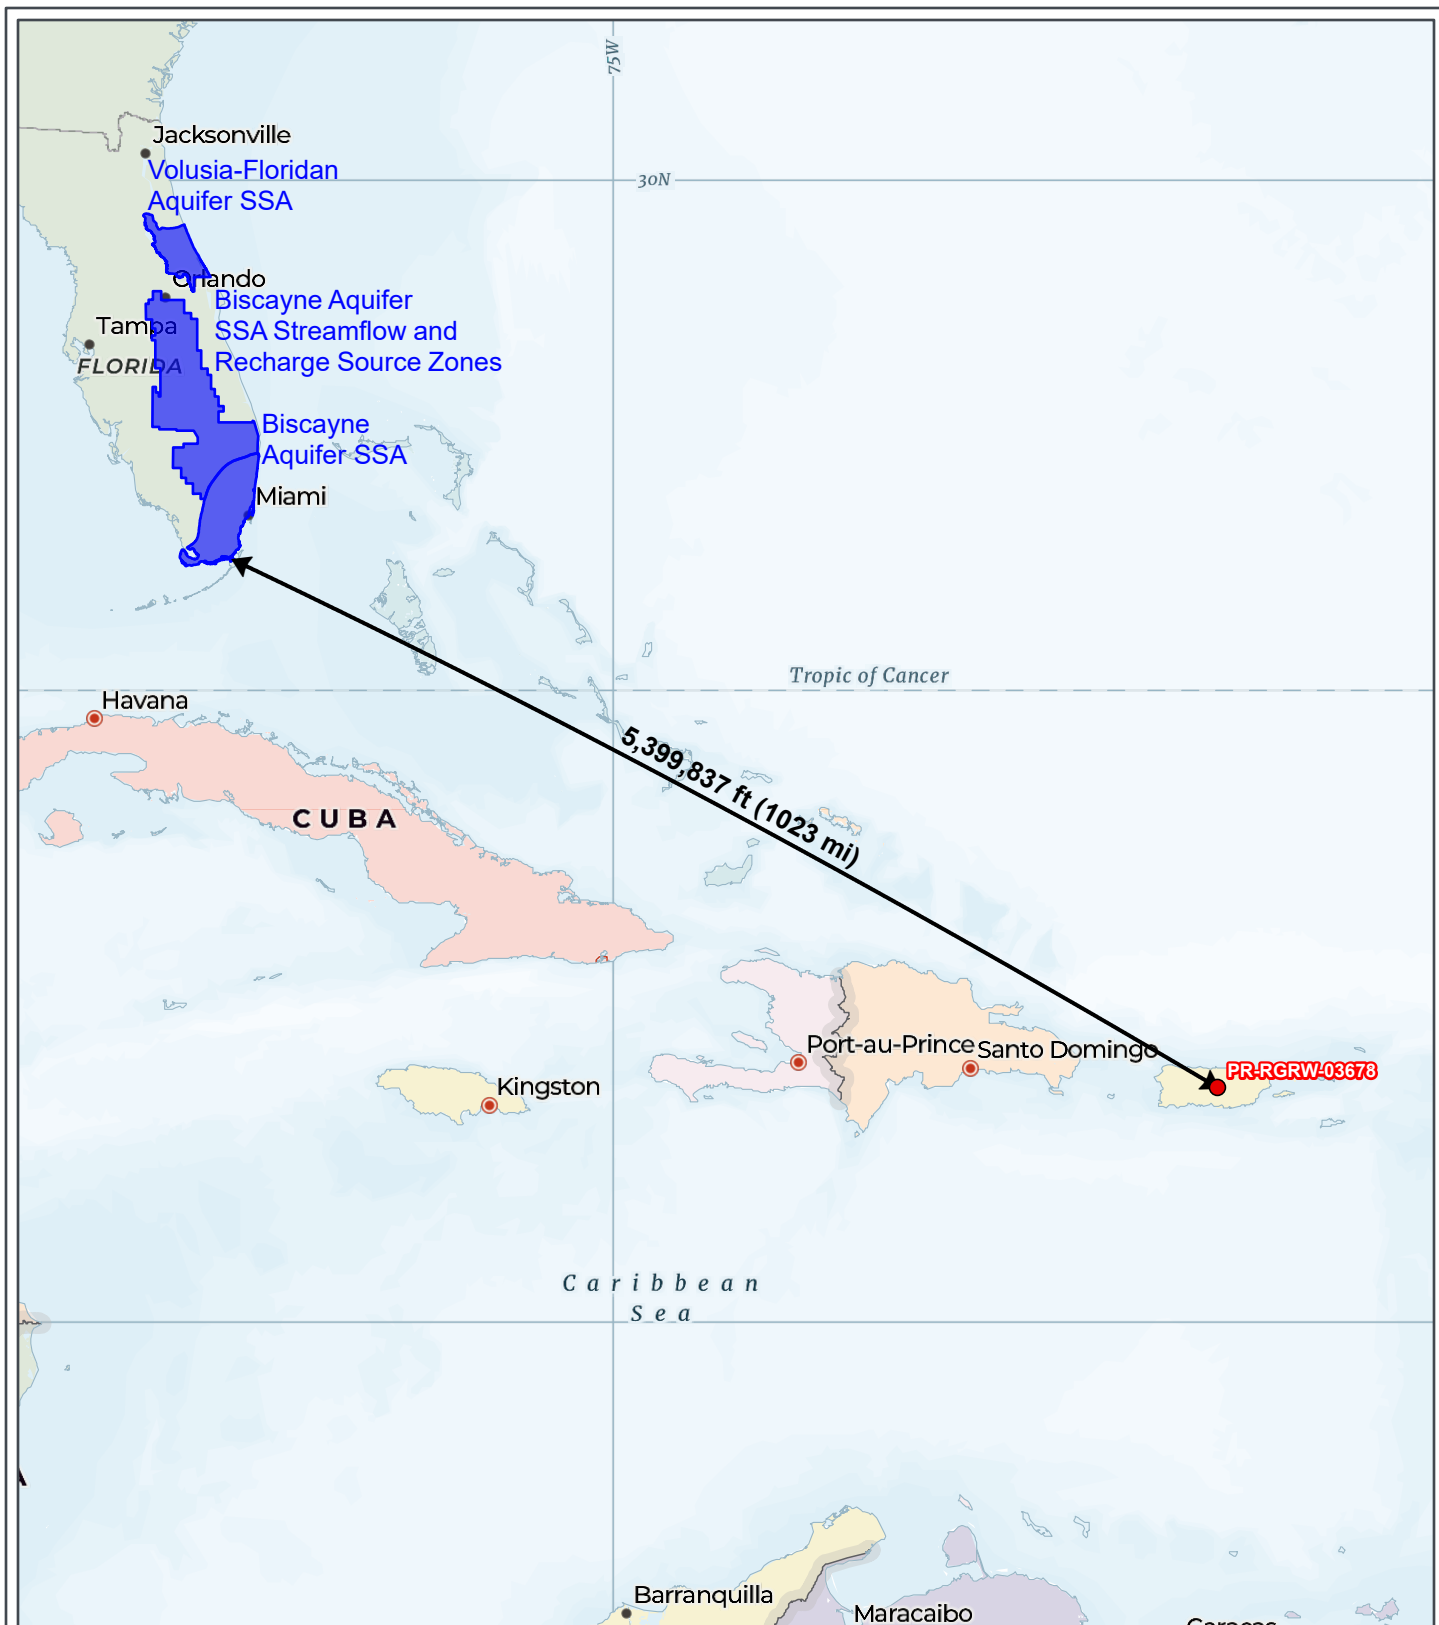 75W
Jacksonville
Volusia-Floridan
Aquifer SSA
30N
Orlando
Biscayne Aquifer
SSA Streamflow and
Recharge Source Zones
Tampa
FLORIDA
Biscayne
Aquifer SSA
Miami
Tropic of Cancer
Havana
5,399,837 ft (1023 mi)
CUBA
Port-au-Prince
Santo Domingo
PR-RGRW-03678
Kingston
Caribbean
Sea
A
Barranquilla
Maracaibo
Caracas